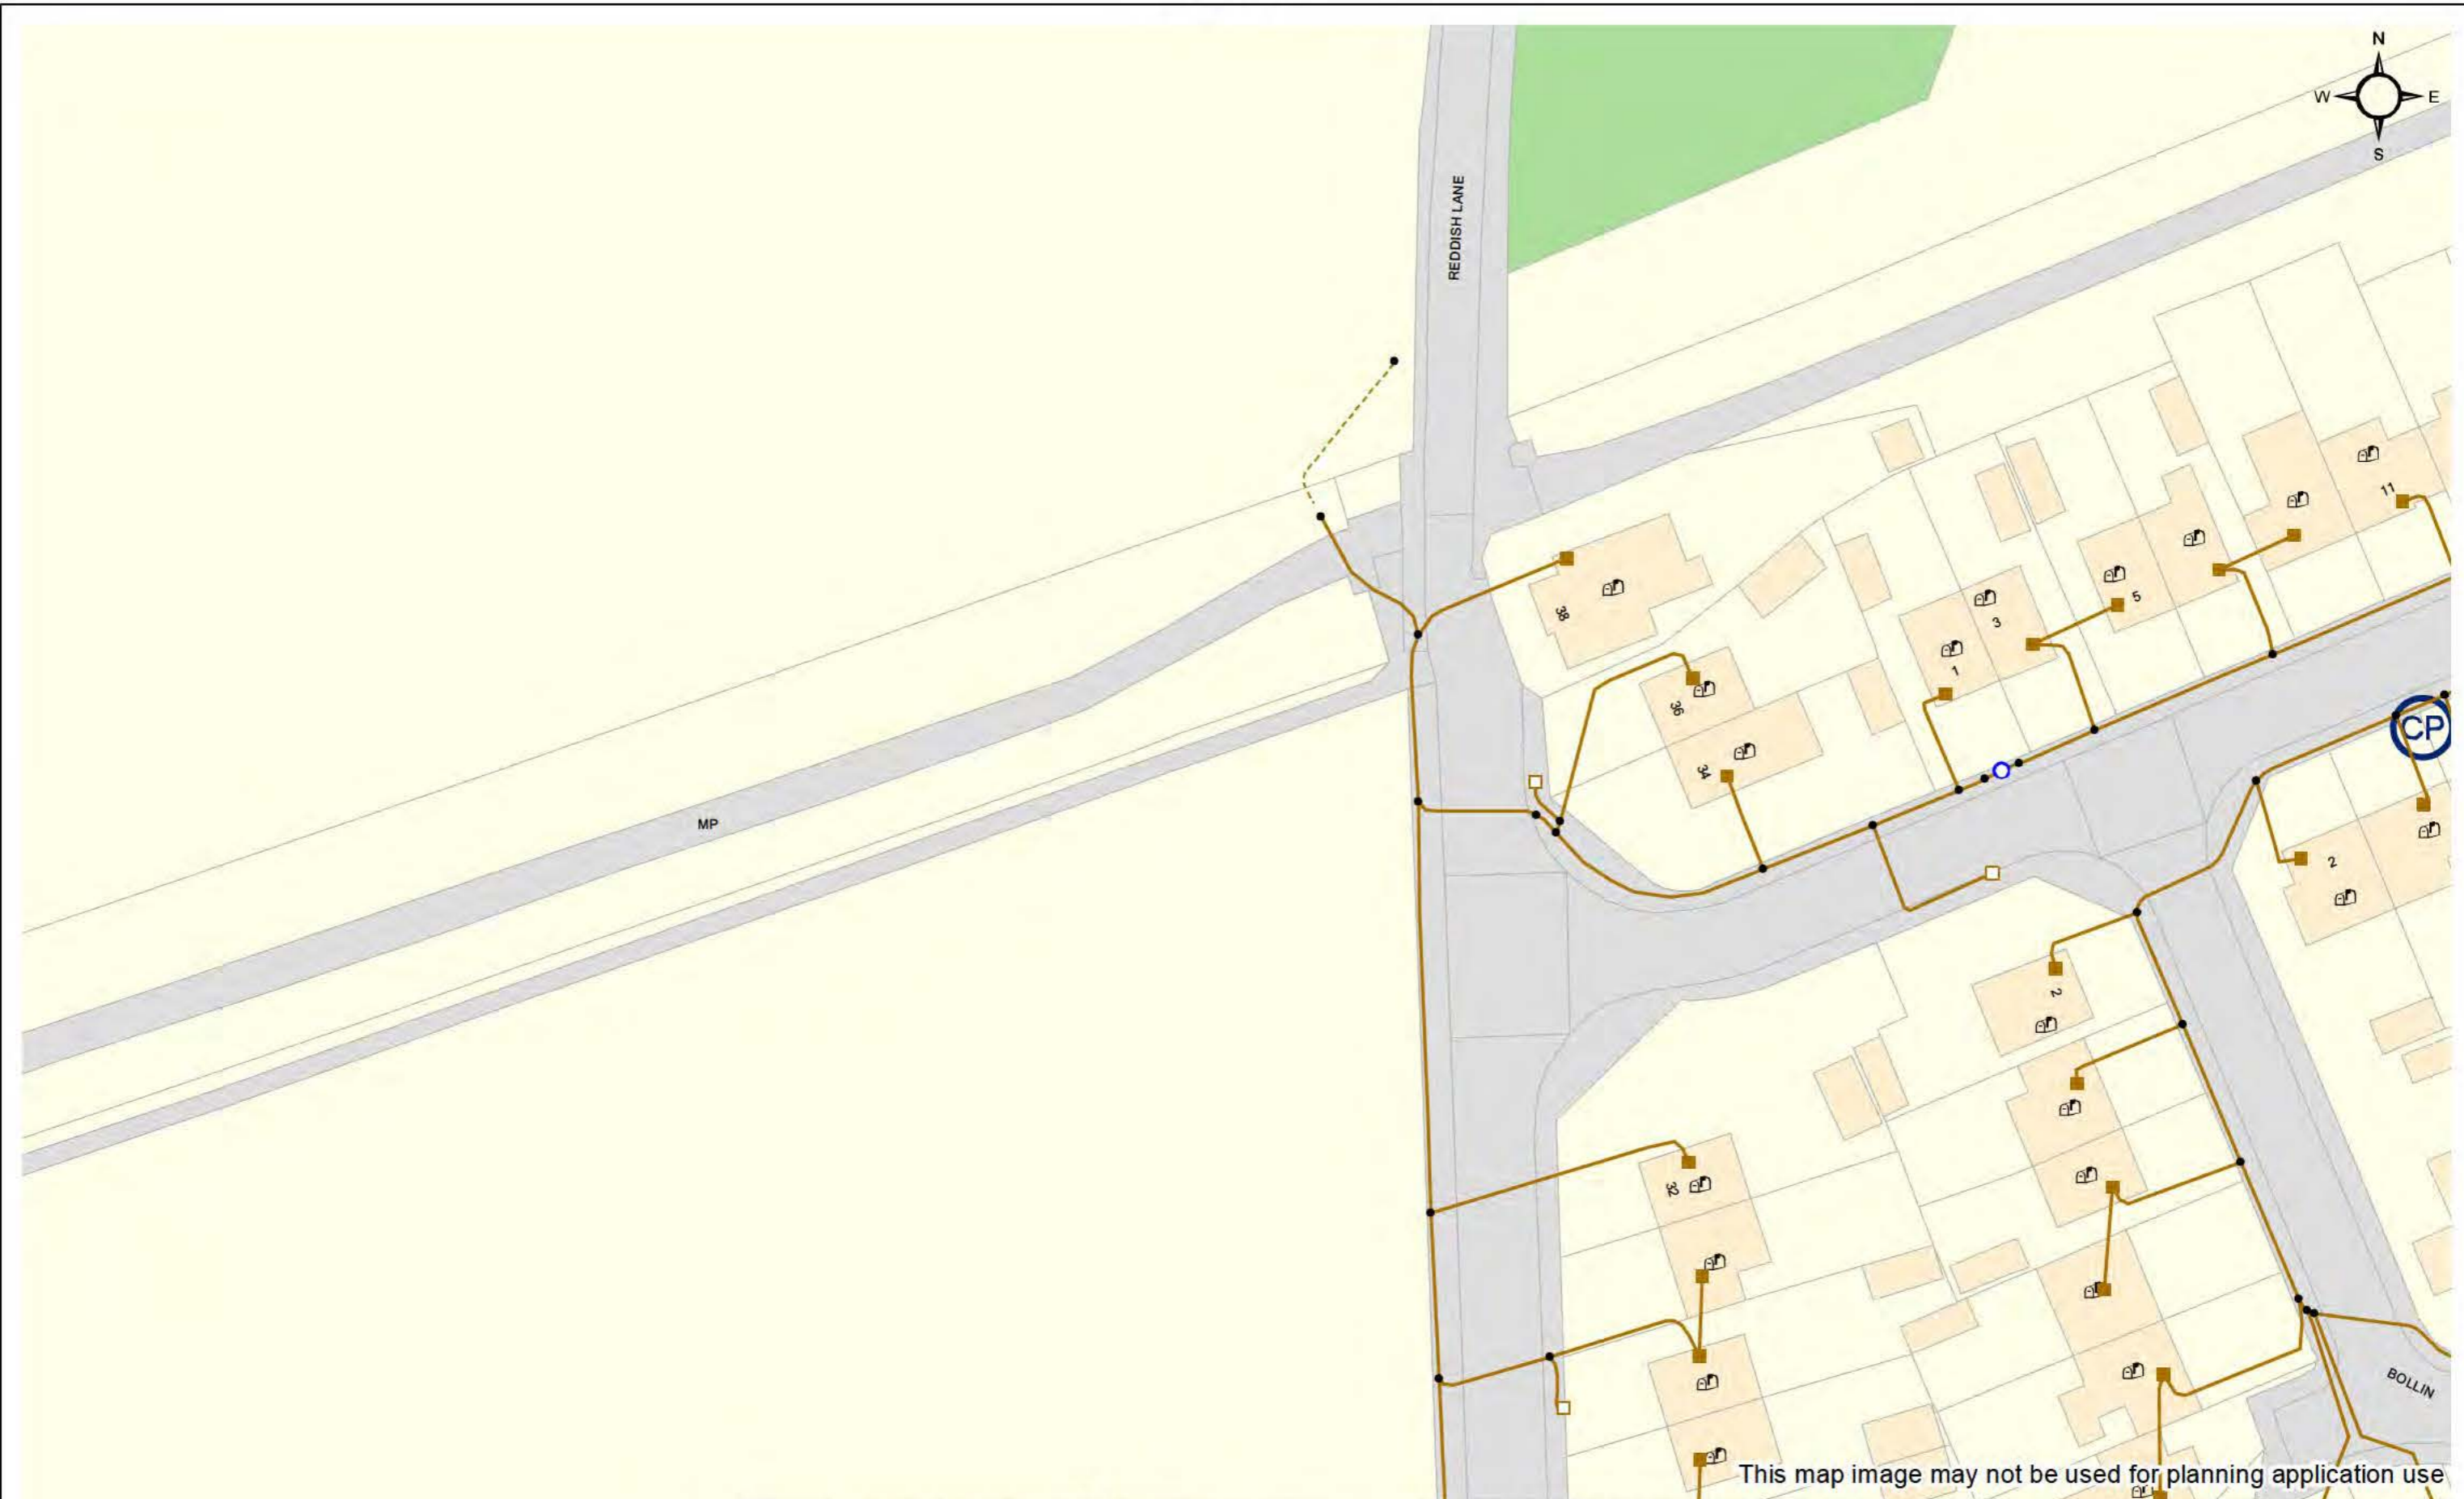 N
W E
S
REDDISH LANE
11
5
38
3
1
36
34
CP
MP
2
2
32
BOLLIN
This map image may not be used for planning application use